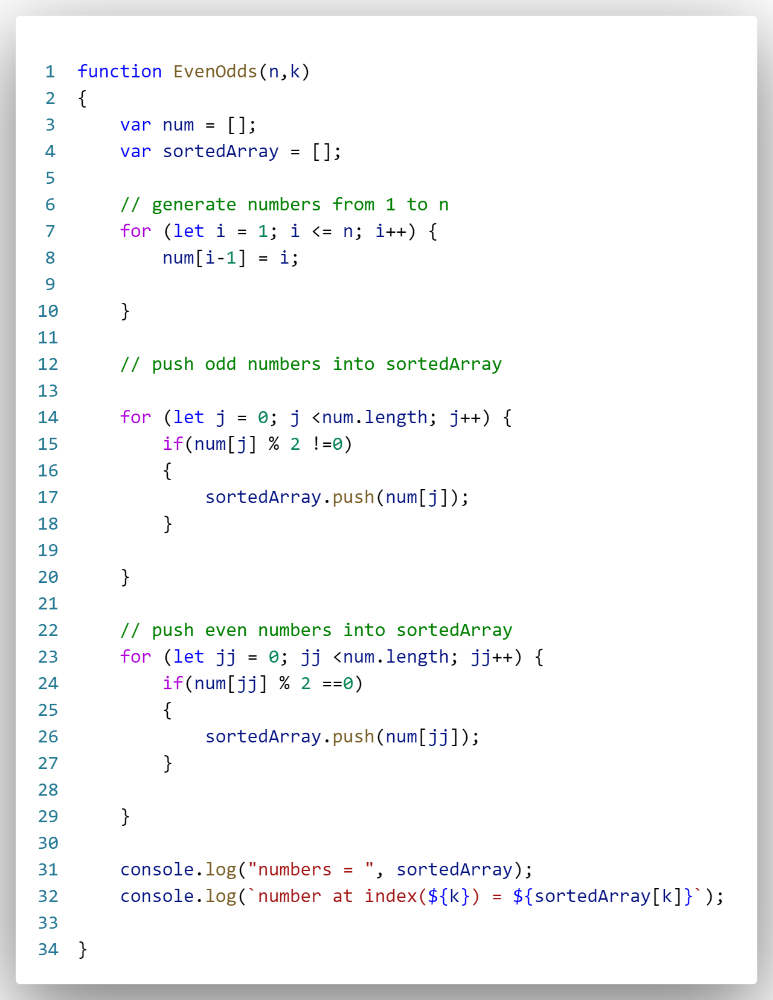 1 function EvenOdds(n,k)
2 {
3     var num = [];
4     var sortedArray = [];
5
6     // generate numbers from 1 to n
7     for (let i = 1; i <= n; i++) {
8         num[i-1] = i;
9
10     }
11
12     // push odd numbers into sortedArray
13
14     for (let j = 0; j <num.length; j++) {
15         if(num[j] % 2 !=0)
16         {
17             sortedArray.push(num[j]);
18         }
19
20     }
21
22     // push even numbers into sortedArray
23     for (let jj = 0; jj <num.length; jj++) {
24         if(num[jj] % 2 ==0)
25         {
26             sortedArray.push(num[jj]);
27         }
28
29     }
30
31     console.log("numbers = ", sortedArray);
32     console.log(`number at index(${k}) = ${sortedArray[k]}`);
33
34 }